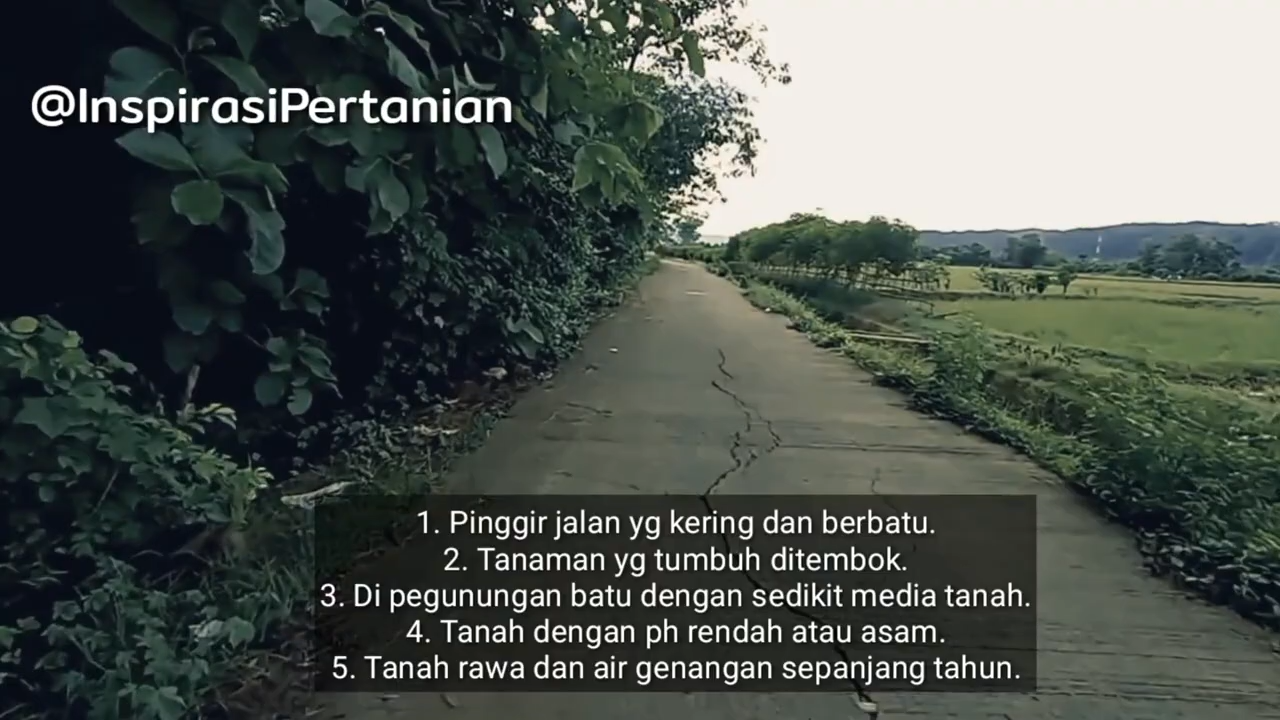 @InspirasiPertanian
1. Pinggir jalan yg kering dan berbatu.
2. Tanaman yg tumbuh ditembok.
3. Di pegunungan batu dengan sedikit media tanah.
4. Tanah dengan ph rendah atau asam.
5. Tanah rawa dan air genangan sepanjang tahun.